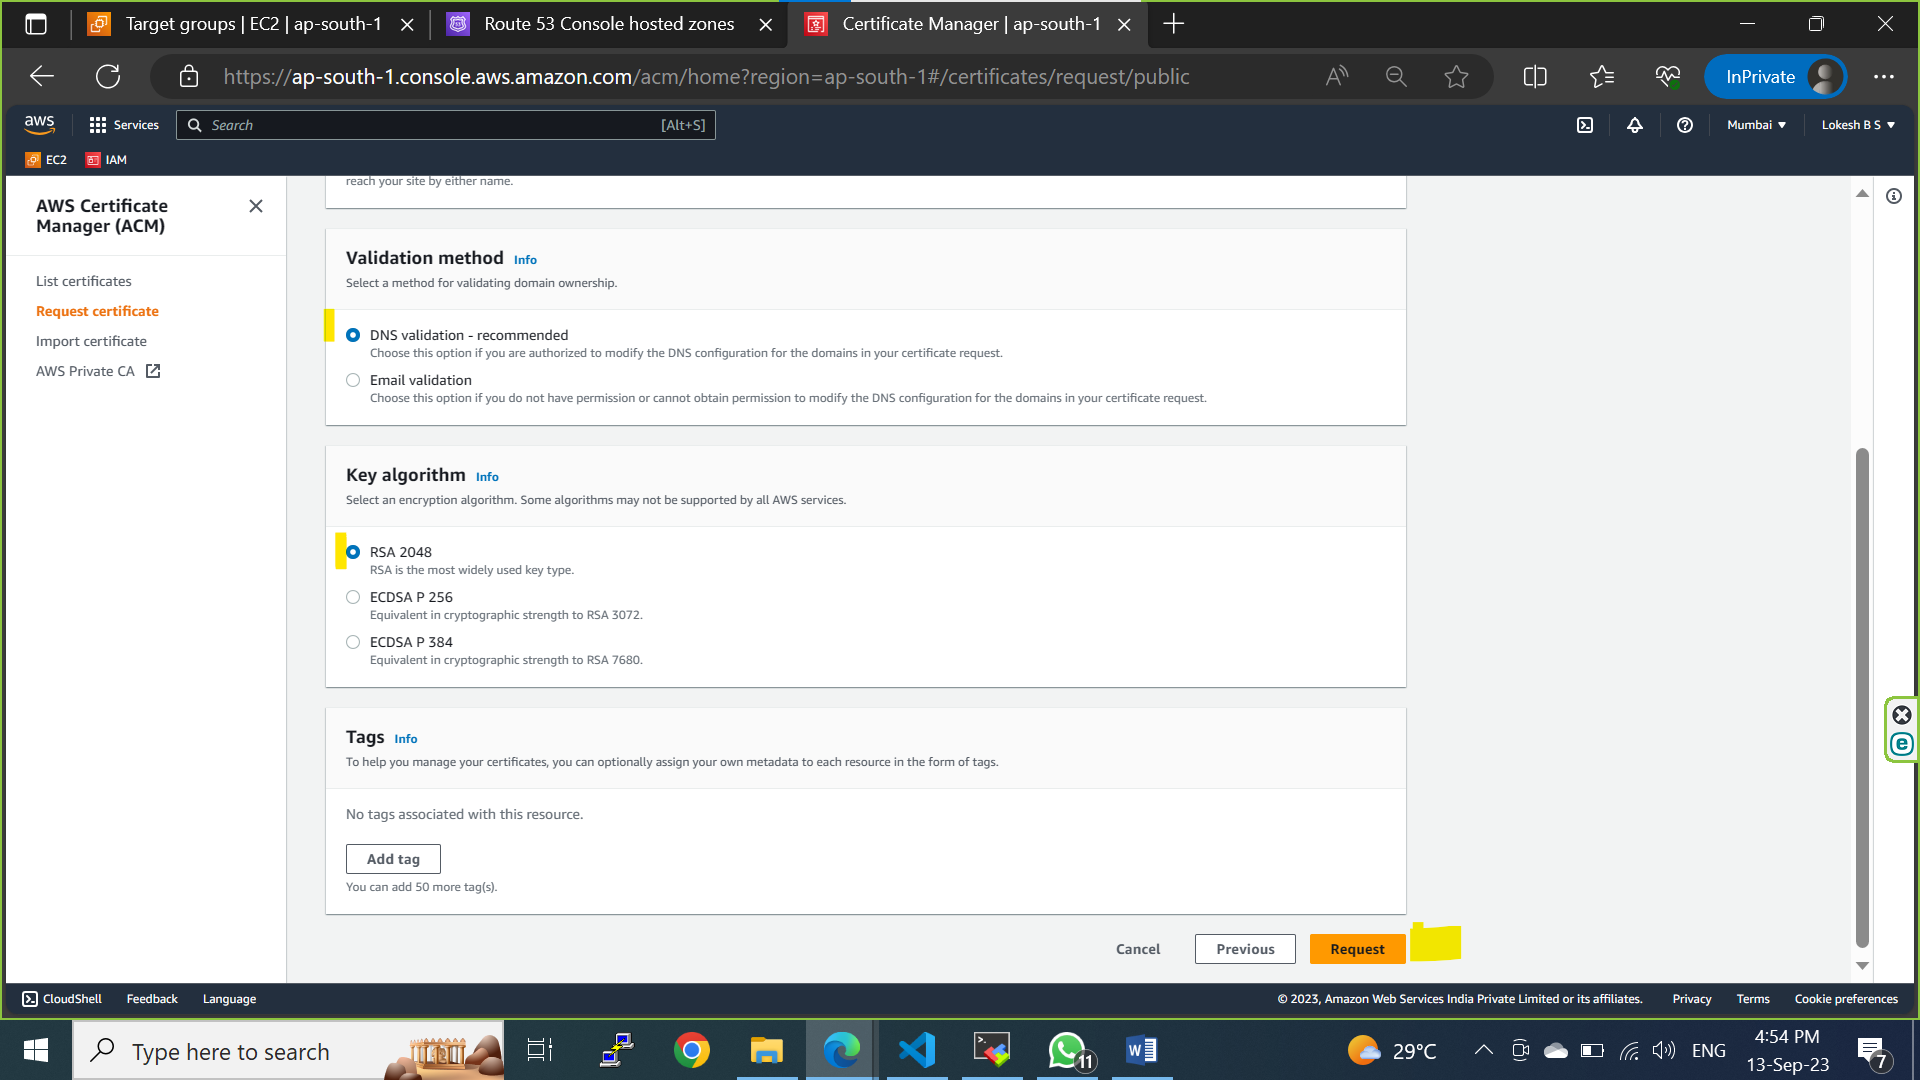 Target groups | EC2 | ap-south-1
Route 53 Console hosted zones
Certificate Manager | ap-south-1
https://ap-south-1.console.aws.amazon.com/acm/home?region=ap-south-1#/certificates/request/public
InPrivate
aws
Services
Search
[Alt+S]
Mumbai
Lokesh B S
EC2
IAM
AWS Certificate
Manager (ACM)
List certificates
Request certificate
Import certificate
AWS Private CA
reach your site by either name.
Validation method Info
Select a method for validating domain ownership.
DNS validation - recommended
Choose this option if you are authorized to modify the DNS configuration for the domains in your certificate request.
Email validation
Choose this option if you do not have permission or cannot obtain permission to modify the DNS configuration for the domains in your certificate request.
Key algorithm Info
Select an encryption algorithm. Some algorithms may not be supported by all AWS services.
RSA 2048
RSA is the most widely used key type.
ECDSA P 256
Equivalent in cryptographic strength to RSA 3072.
ECDSA P 384
Equivalent in cryptographic strength to RSA 7680.
Tags Info
To help you manage your certificates, you can optionally assign your own metadata to each resource in the form of tags.
No tags associated with this resource.
Add tag
You can add 50 more tag(s).
Cancel
Previous
Request
CloudShell
Feedback
Language
© 2023, Amazon Web Services India Private Limited or its affiliates.
Privacy
Terms
Cookie preferences
Type here to search
11
29°C
ENG
4:54 PM
13-Sep-23
7